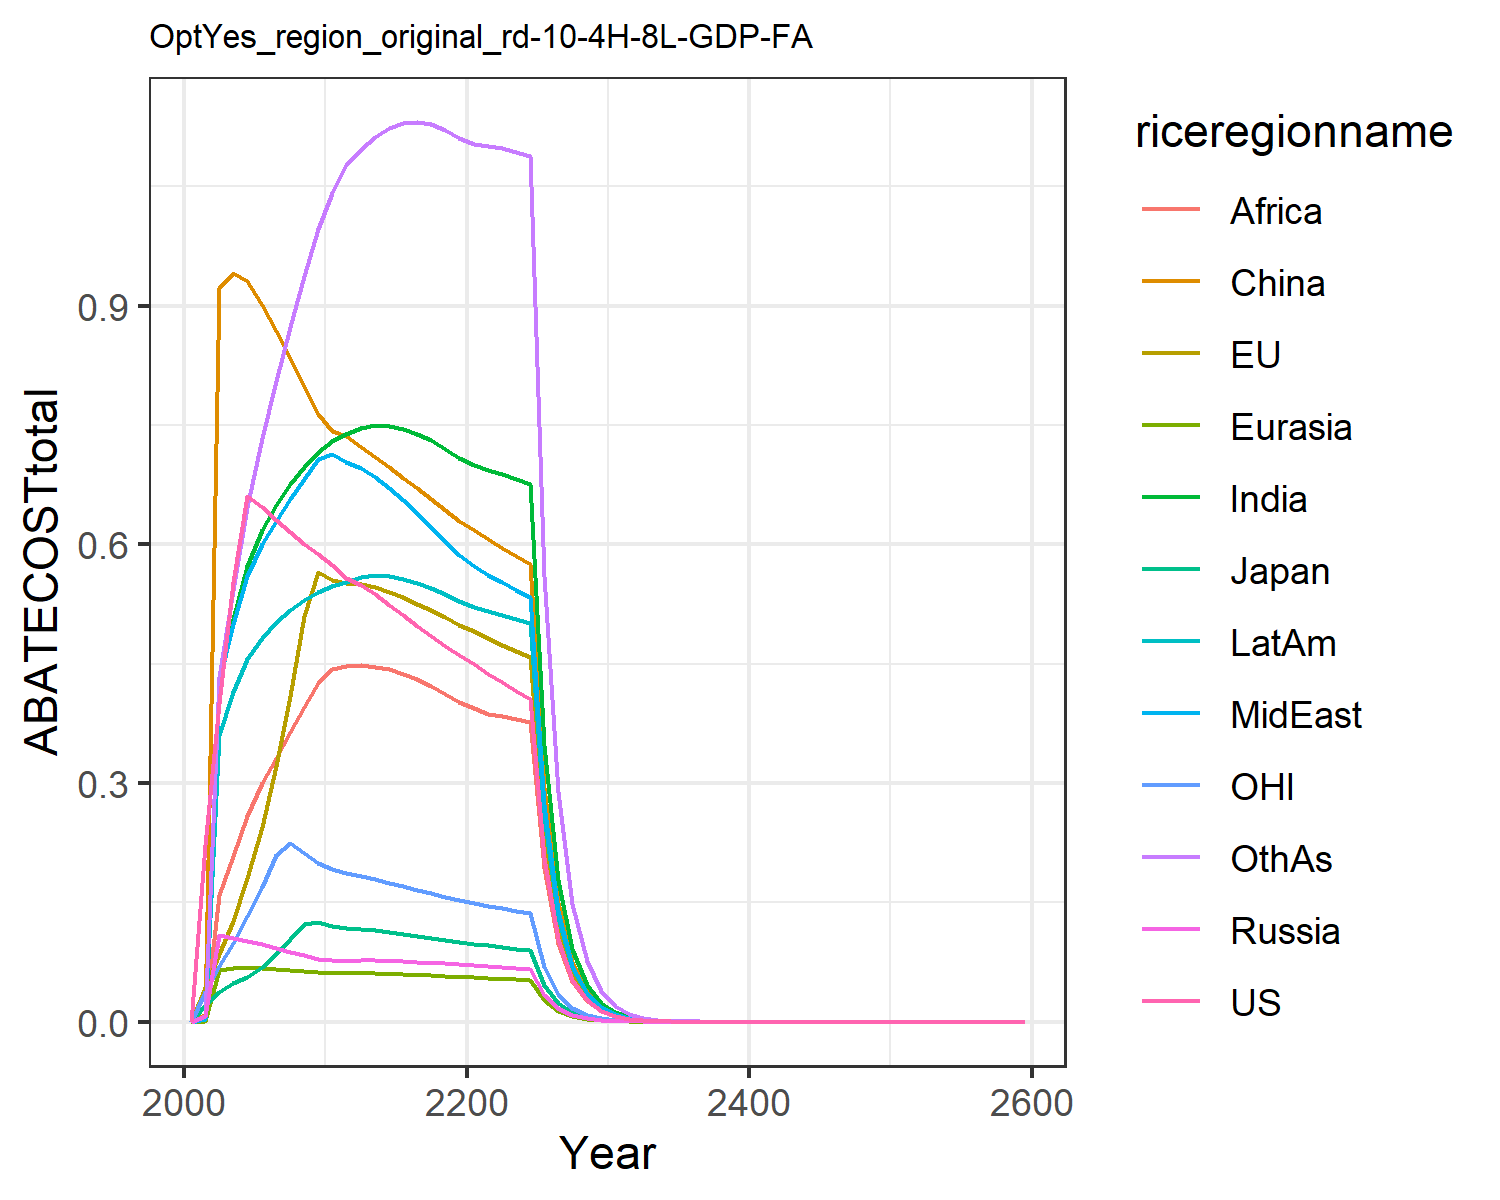 OptYes_region_original_rd-10-4H-8L-GDP-FA
ABATECOSTtotal
0.9
0.6
0.3
0.0
2000
2200
2400
2600
Year
riceregionname
Africa
China
EU
Eurasia
India
Japan
LatAm
MidEast
OHI
OthAs
Russia
US